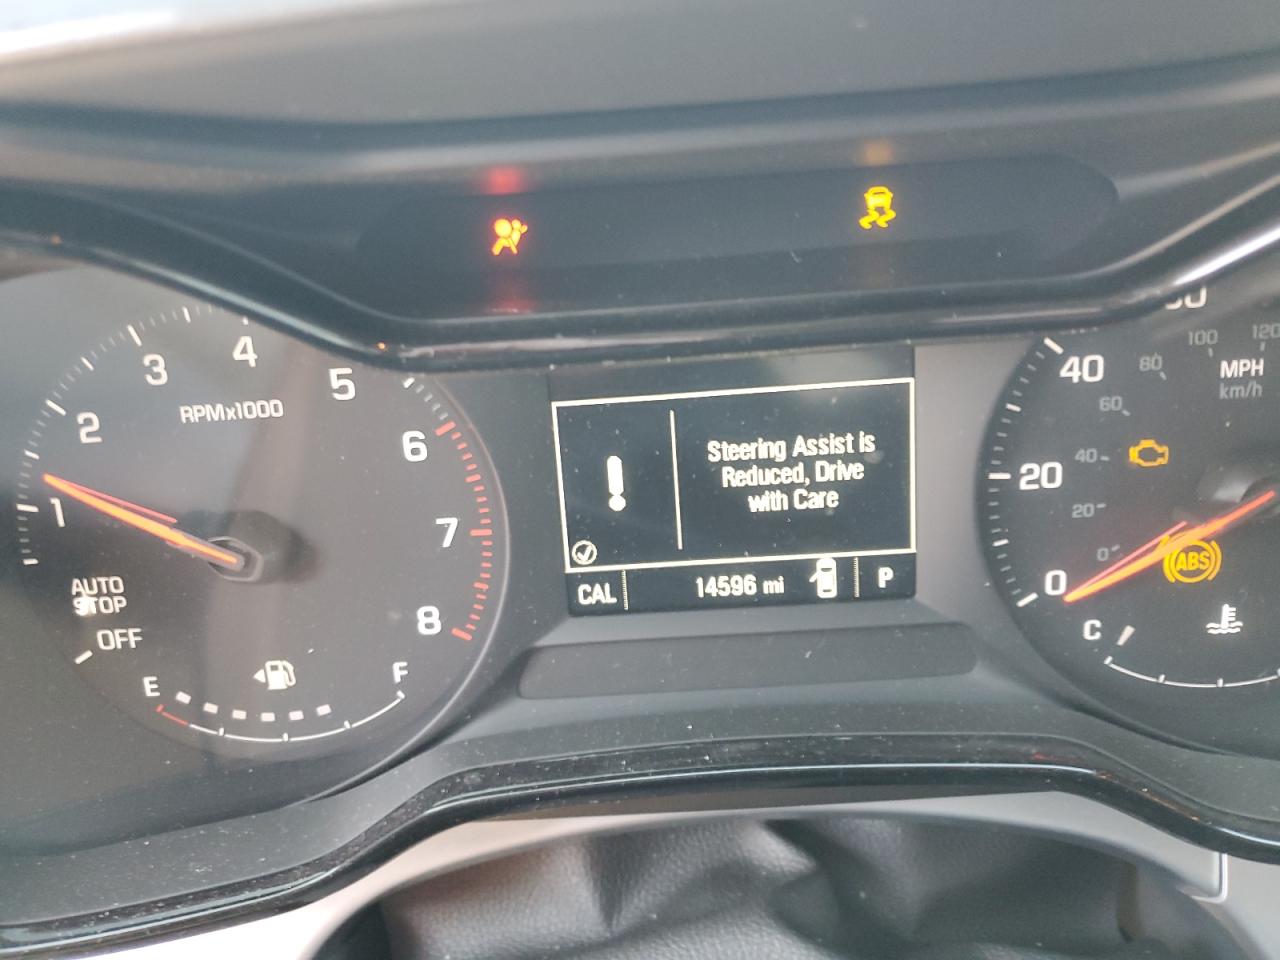 1
2
3
4
5
6
7
8
RPMx1000
AUTO
STOP
OFF
E
F
Steering Assist is
Reduced, Drive
with Care
CAL
14596 mi
P
0
20
40
0
20
40
60
80
100
120
MPH
km/h
ABS
C